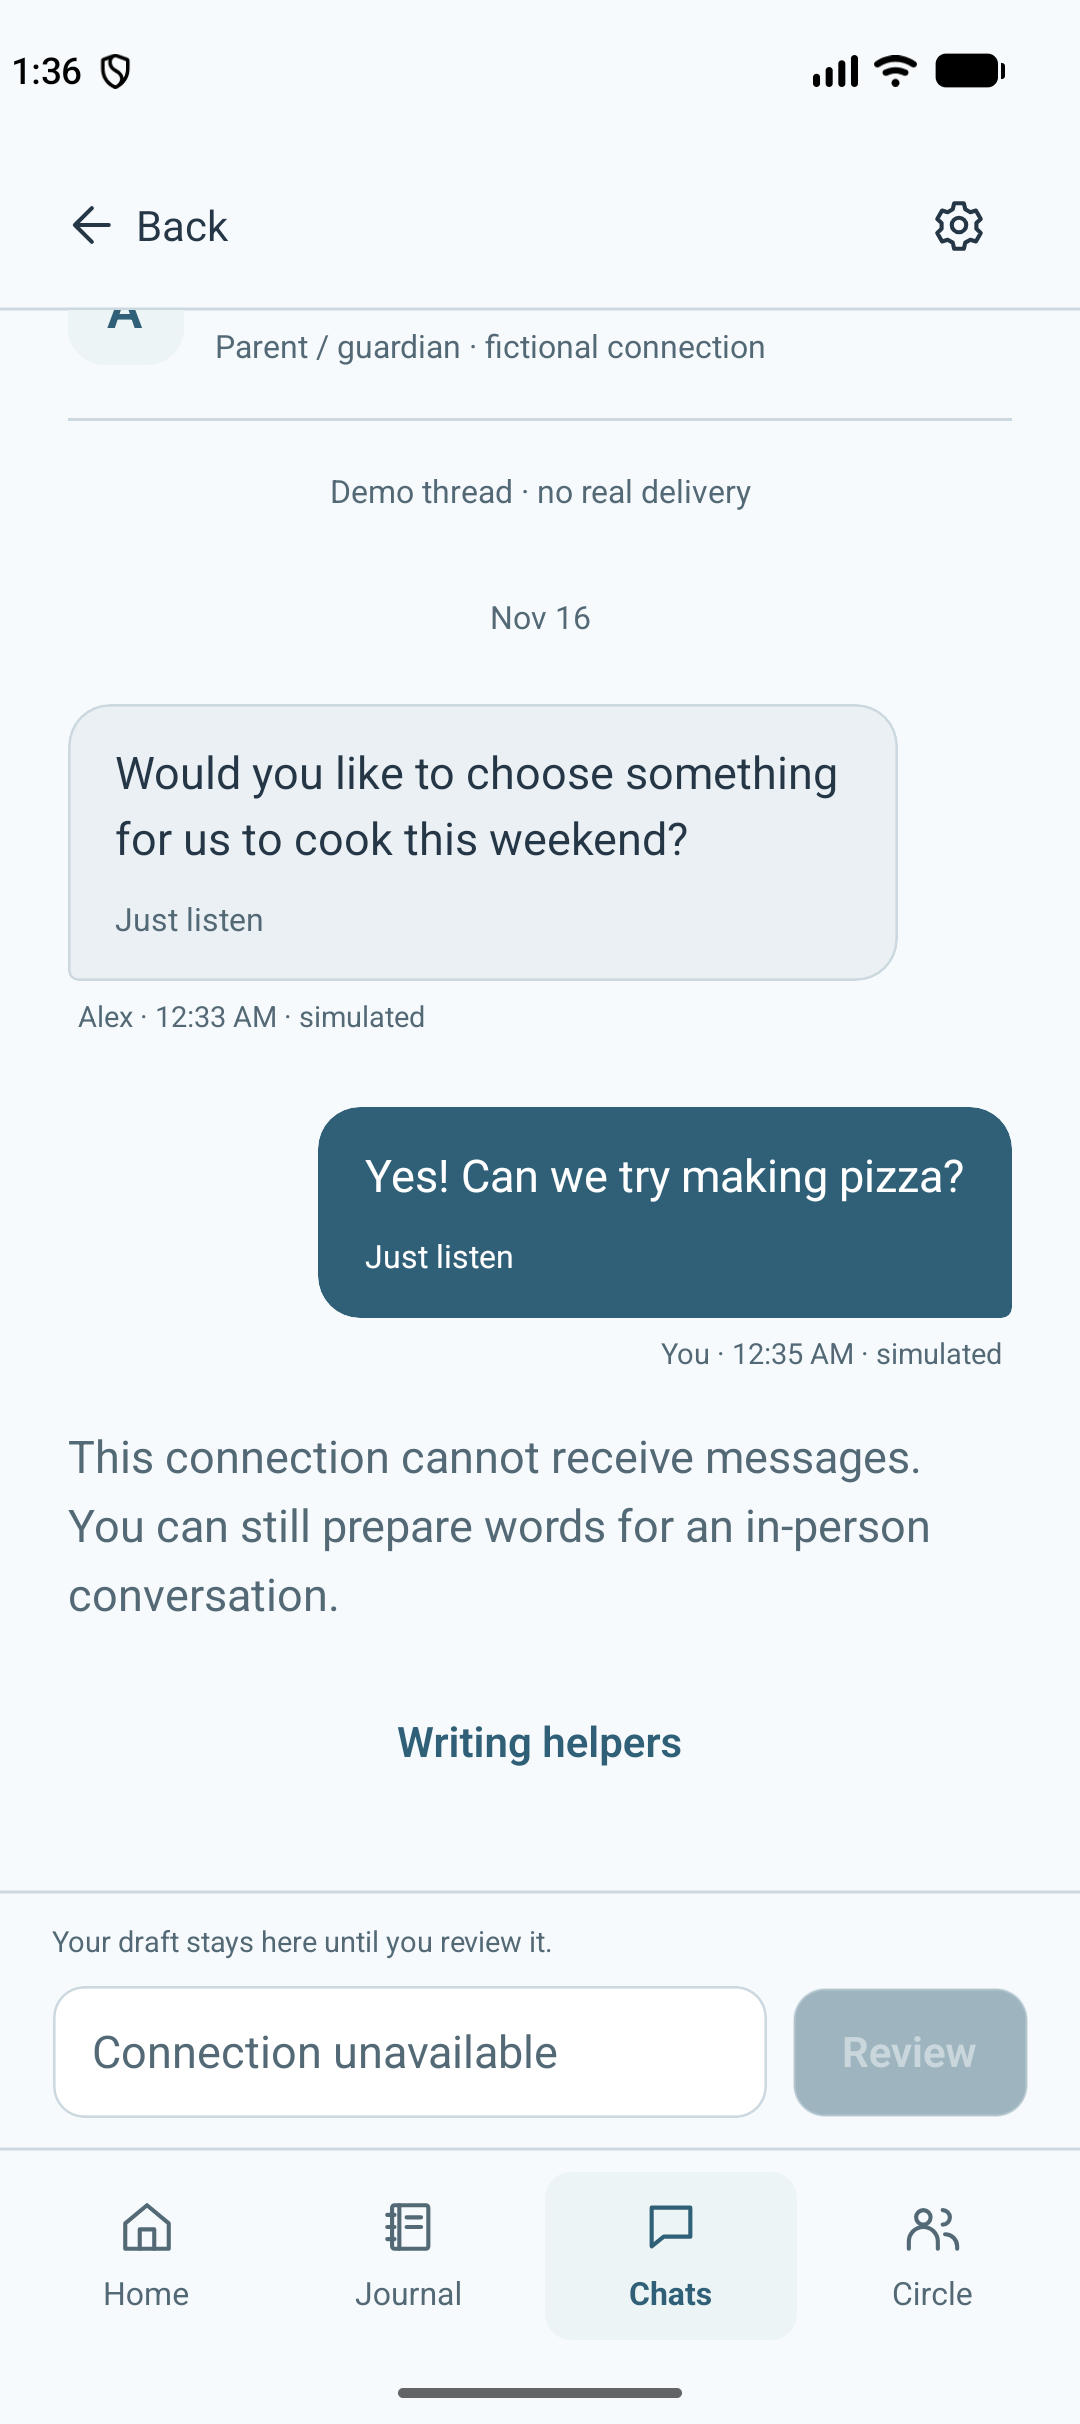 1:36
Back
A
Parent / guardian · fictional connection
Demo thread · no real delivery
Nov 16
Would you like to choose something
for us to cook this weekend?
Just listen
Alex · 12:33 AM · simulated
Yes! Can we try making pizza?
Just listen
You · 12:35 AM · simulated
This connection cannot receive messages.
You can still prepare words for an in-person
conversation.
Writing helpers
Your draft stays here until you review it.
Connection unavailable
Review
Home
Journal
Chats
Circle